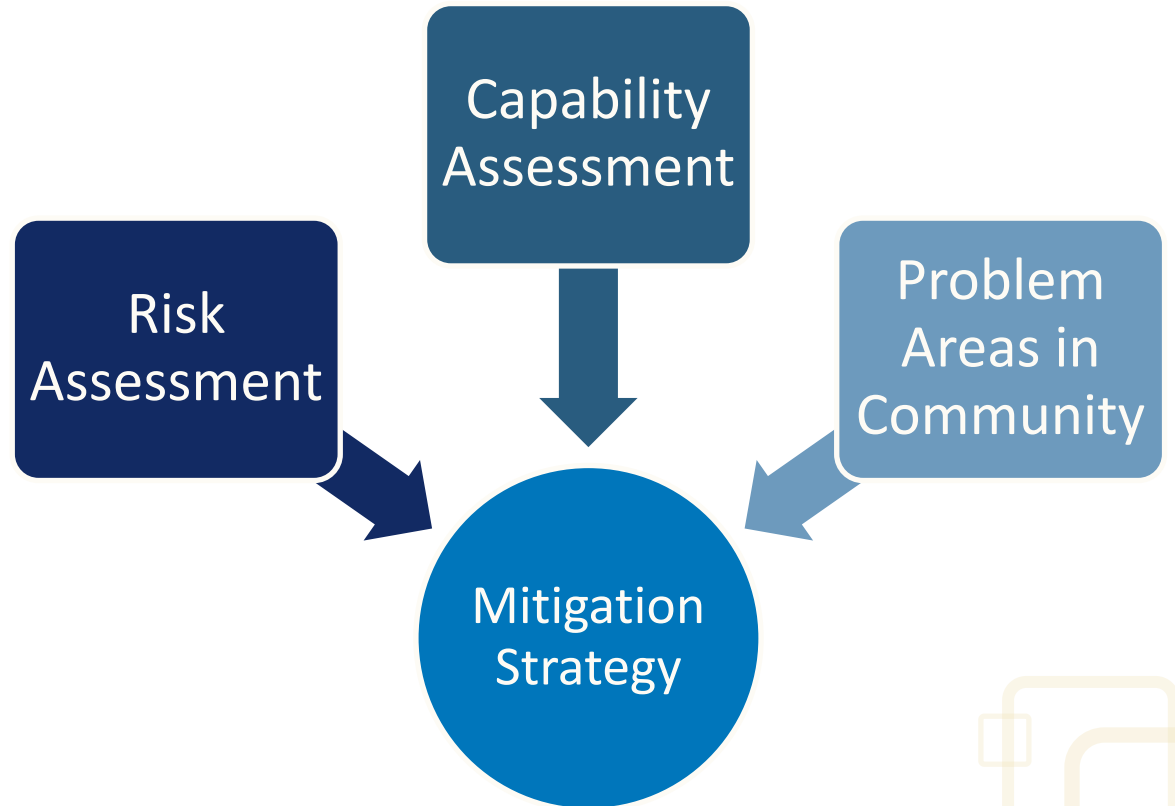 Capability
Assessment
Risk
Assessment
Problem
Areas in
Community
Mitigation
Strategy